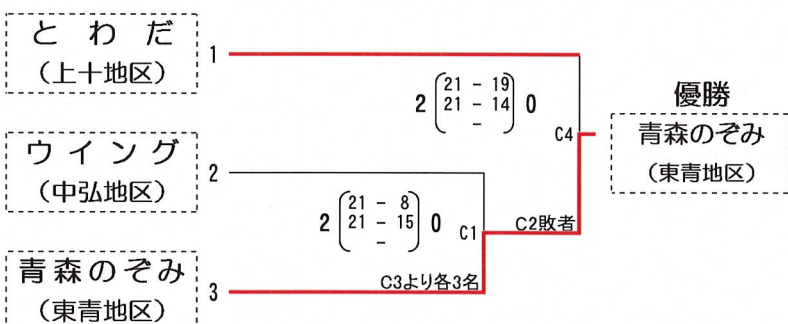 と わ だ
(上十地区)
1
2 ( 21 - 19 ) 0
21 - 14
-
C4
優勝
青森のぞみ
(東青地区)
ウ イ ン グ
(中弘地区)
2
2 ( 21 - 8 ) 0
21 - 15
-
C1
C2敗者
青森のぞみ
(東青地区)
3
C3より各3名